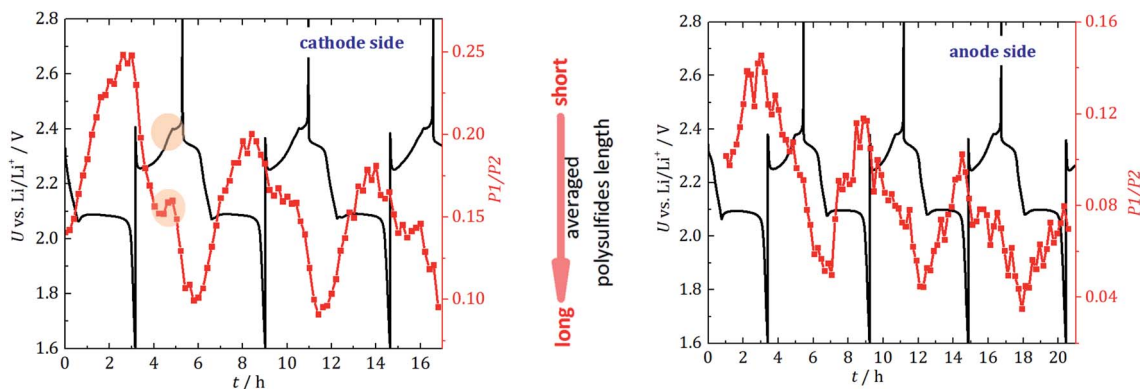 cathode side
U vs. Li/Li⁺ / V
2.8
2.6
2.4
2.2
2.0
1.8
1.6
0 2 4 6 8 10 12 14 16
t / h
0.25
0.20
0.15
0.10
P1/P2
short
averaged
polysulfides length
long
anode side
U vs. Li/Li⁺ / V
2.8
2.6
2.4
2.2
2.0
1.8
1.6
0 2 4 6 8 10 12 14 16 18 20
t / h
0.16
0.12
0.08
0.04
P1/P2